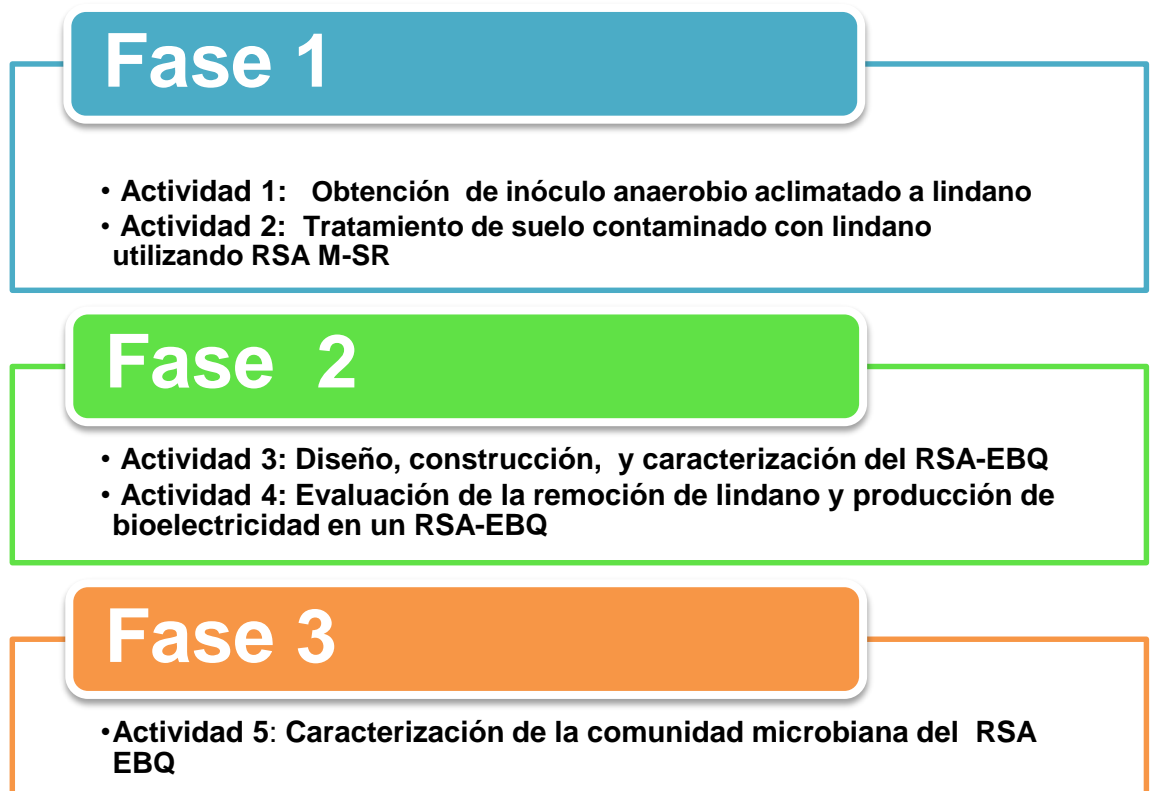 Fase 1
• Actividad 1: Obtención de inóculo anaerobio aclimatado a lindano
• Actividad 2: Tratamiento de suelo contaminado con lindano
utilizando RSA M-SR
Fase 2
• Actividad 3: Diseño, construcción, y caracterización del RSA-EBQ
• Actividad 4: Evaluación de la remoción de lindano y producción de
bioelectricidad en un RSA-EBQ
Fase 3
•Actividad 5: Caracterización de la comunidad microbiana del RSA
EBQ